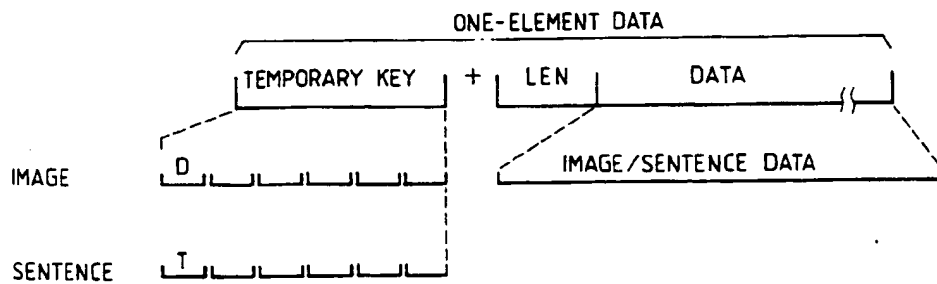 ONE-ELEMENT DATA
TEMPORARY KEY + LEN DATA
IMAGE D IMAGE/SENTENCE DATA
SENTENCE T